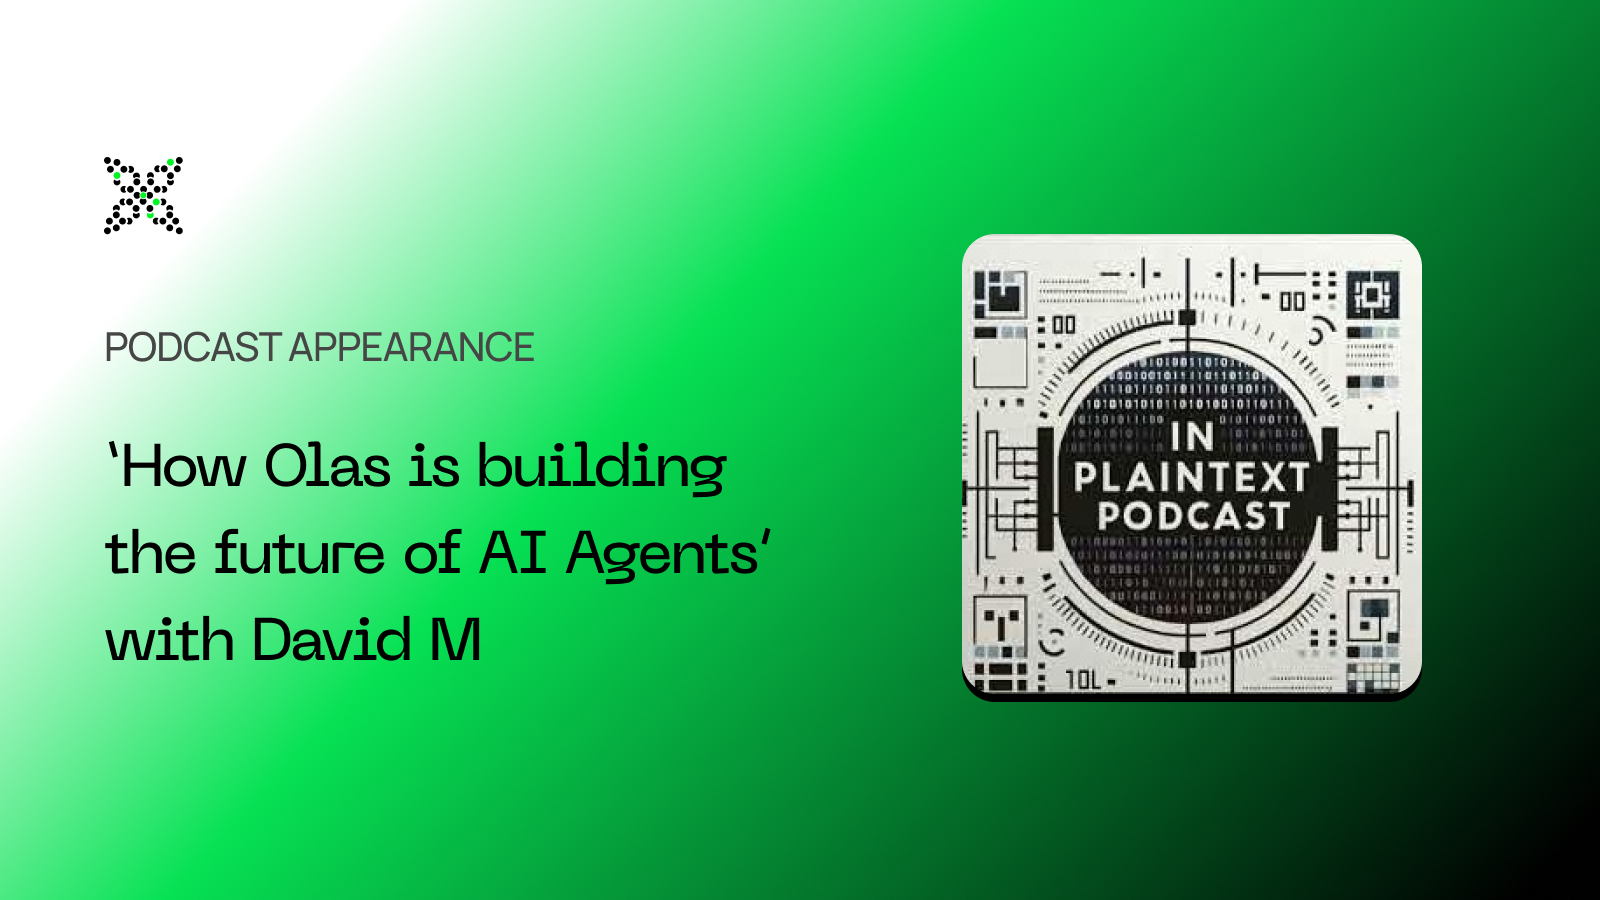 PODCAST APPEARANCE
‘How Olas is building
the future of AI Agents’
with David M
IN
PLAINTEXT
PODCAST